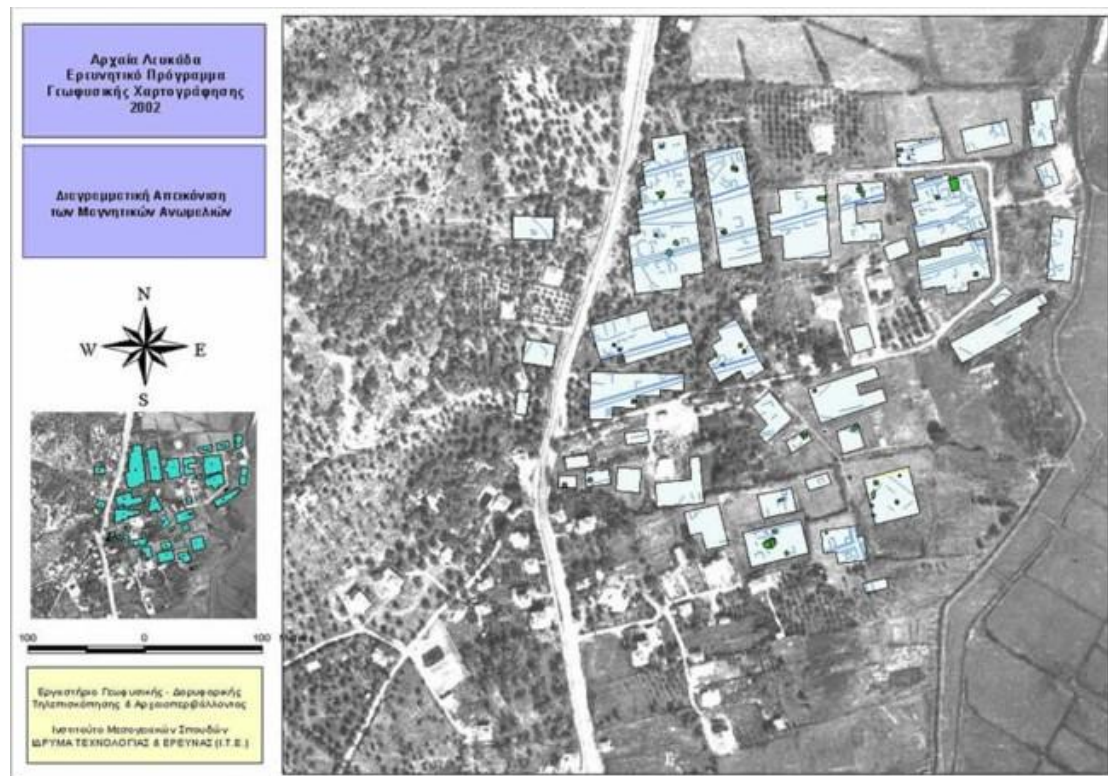 Αρχαία Λευκάδα
Ερευνητικό Πρόγραμμα
Γεωφυσικής Χαρτογράφησης
2002
Διαγραμματική Απεικόνιση
των Μαγνητικών Ανωμαλιών
N
W E
S
100 0 100
Εργαστήριο Γεωφυσικής - Δορυφορικής
Τηλεπισκόπησης & Αρχαιοπεριβάλλοντος
Ινστιτούτο Μεσογειακών Σπουδών
ΙΔΡΥΜΑ ΤΕΧΝΟΛΟΓΙΑΣ & ΕΡΕΥΝΑΣ (Ι.Τ.Ε.)